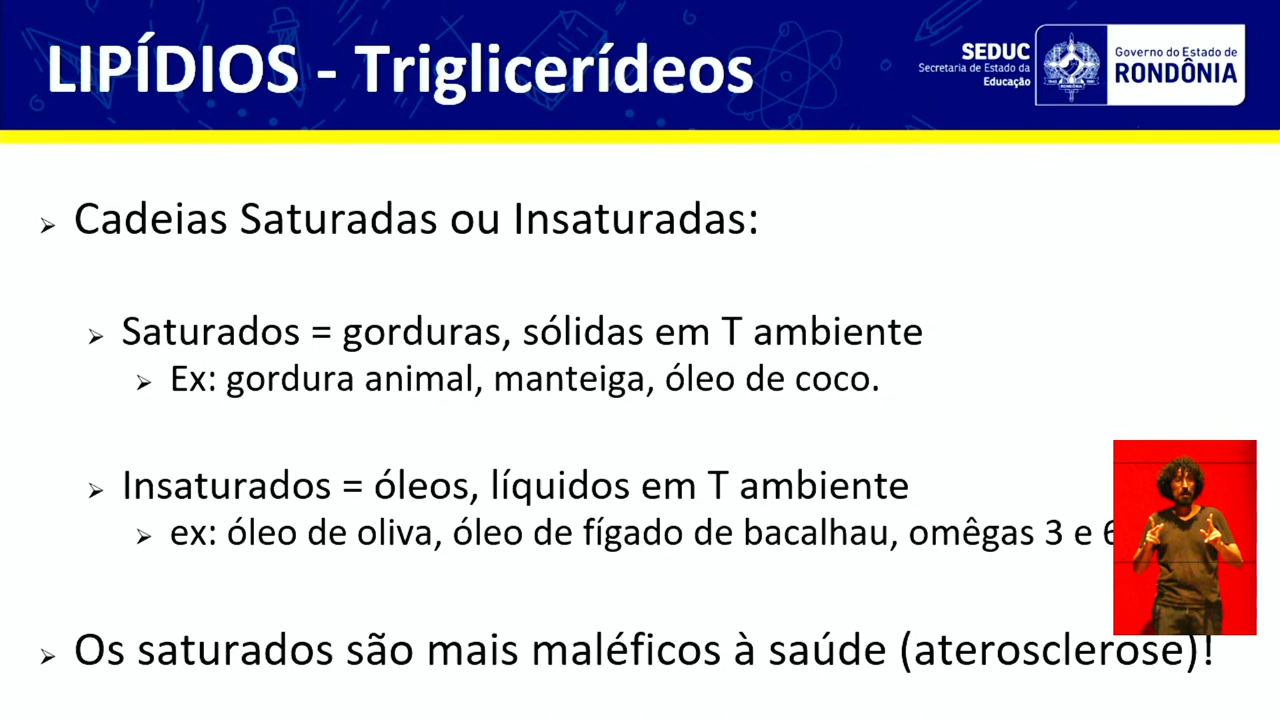 LIPÍDIOS - Triglicerídeos
SEDUC
Secretaria de Estado da
Educação
Governo do Estado de
RONDÔNIA
Cadeias Saturadas ou Insaturadas:
Saturados = gorduras, sólidas em T ambiente
Ex: gordura animal, manteiga, óleo de coco.
Insaturados = óleos, líquidos em T ambiente
ex: óleo de oliva, óleo de fígado de bacalhau, omêgas 3 e 6
Os saturados são mais maléficos à saúde (aterosclerose)!